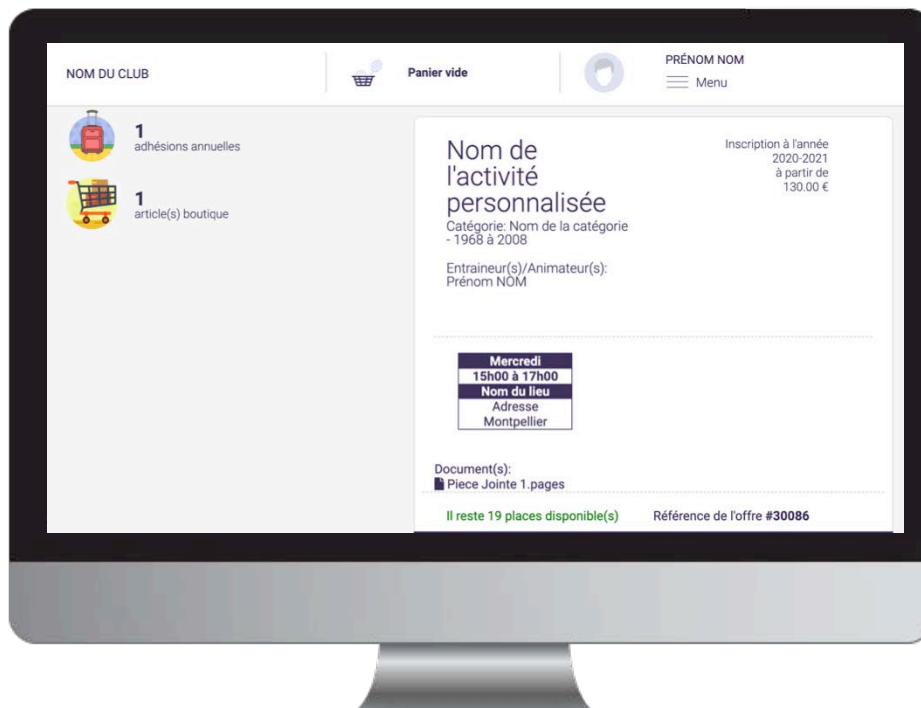 NOM DU CLUB
Panier vide
PRÉNOM NOM
Menu
1
adhésions annuelles
1
article(s) boutique
Nom de
l'activité
personnalisée
Catégorie: Nom de la catégorie
- 1968 à 2008
Entraineur(s)/Animateur(s):
Prénom NOM
Inscription à l'année
2020-2021
à partir de
130.00 €
Mercredi
15h00 à 17h00
Nom du lieu
Adresse
Montpellier
Document(s):
Piece Jointe 1.pages
Il reste 19 places disponible(s)
Référence de l'offre #30086